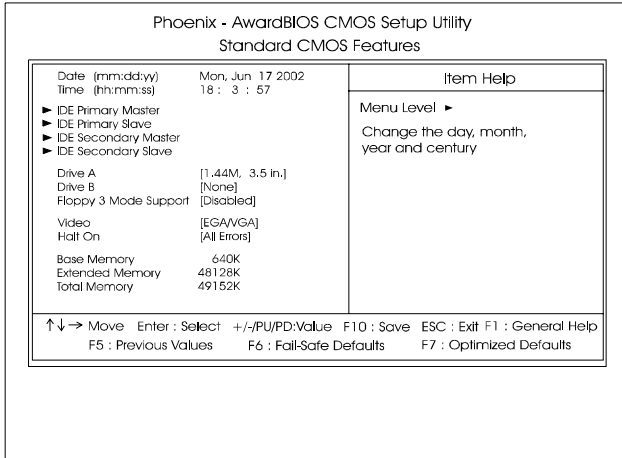 Phoenix - AwardBIOS CMOS Setup Utility
Standard CMOS Features
Date (mm:dd:yy) Mon, Jun 17 2002
Time (hh:mm:ss) 18 : 3 : 57
► IDE Primary Master
► IDE Primary Slave
► IDE Secondary Master
► IDE Secondary Slave
Drive A [1.44M, 3.5 in.]
Drive B [None]
Floppy 3 Mode Support [Disabled]
Video [EGA/VGA]
Halt On [All Errors]
Base Memory 640K
Extended Memory 48128K
Total Memory 49152K
Item Help
Menu Level ►
Change the day, month,
year and century
↑↓→ Move Enter : Select +/-/PU/PD:Value F10 : Save ESC : Exit F1 : General Help
F5 : Previous Values F6 : Fail-Safe Defaults F7 : Optimized Defaults